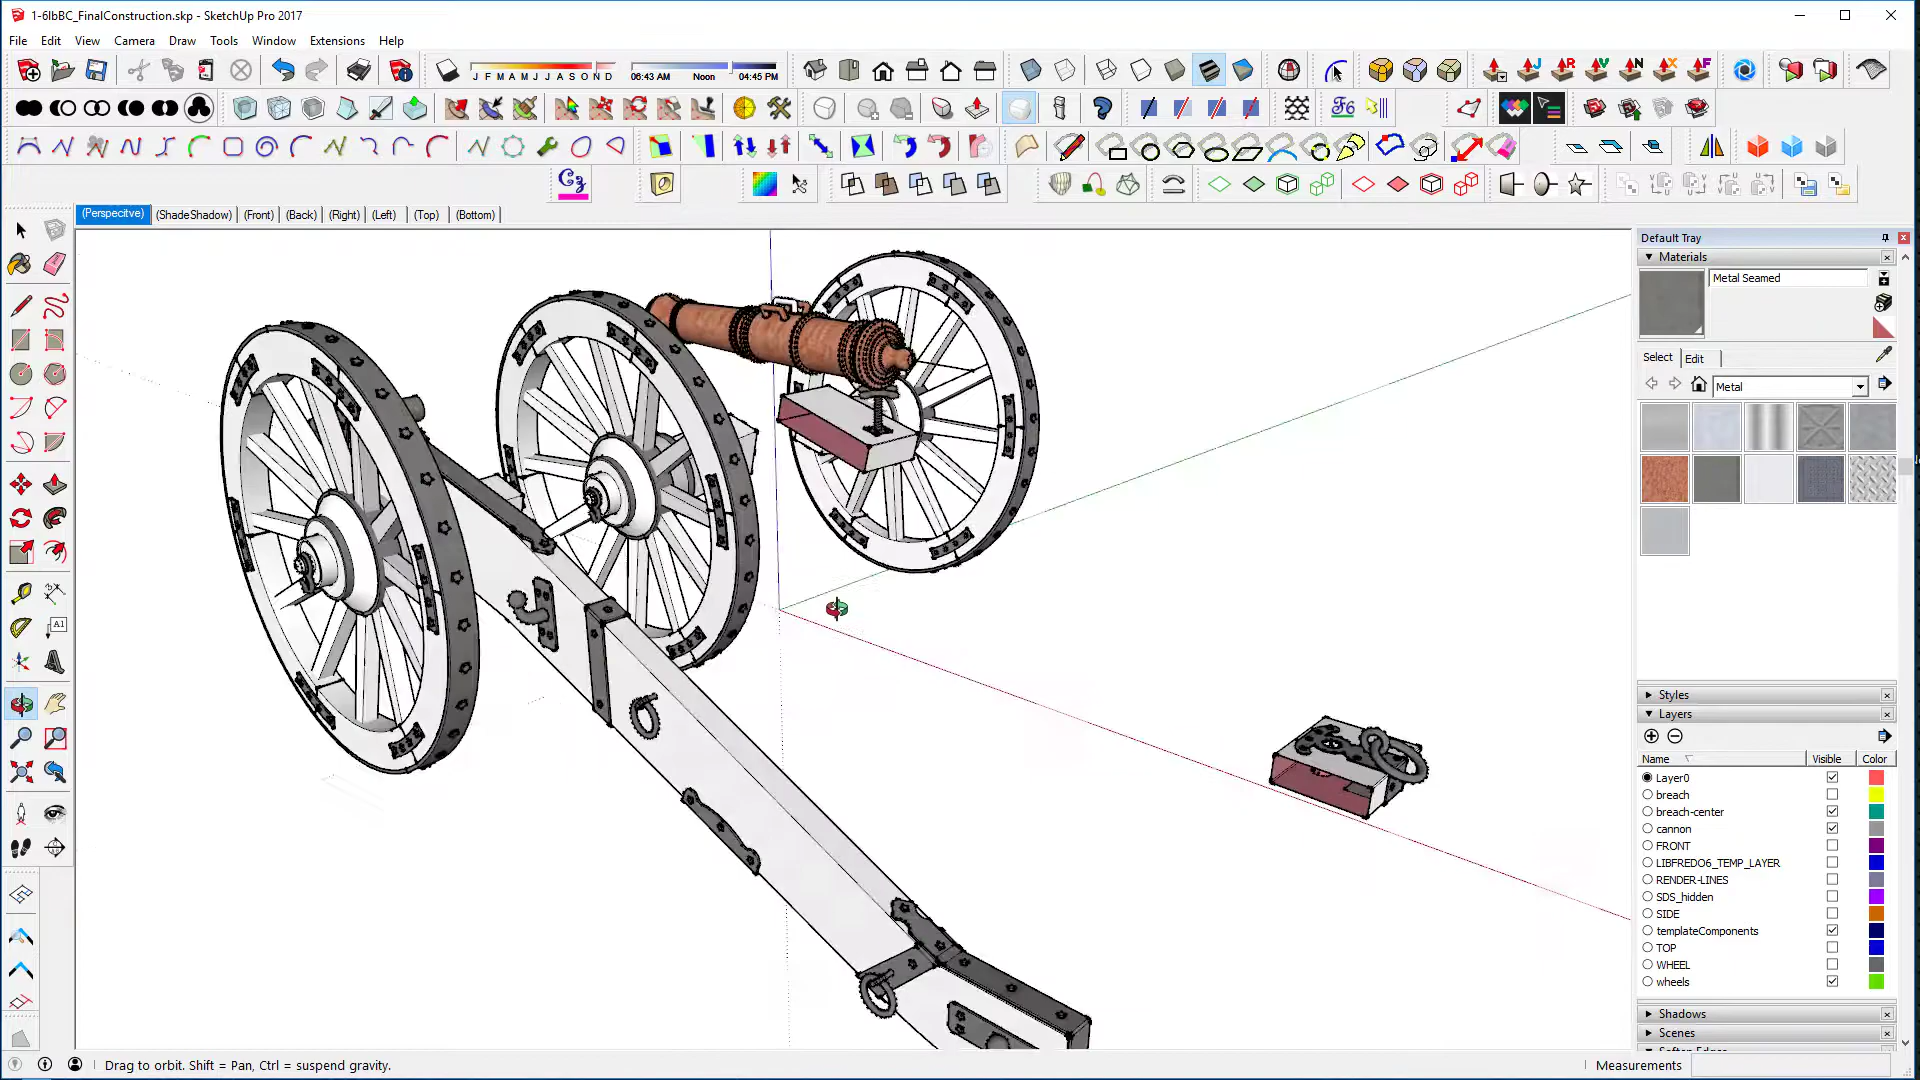 1-6lbBC_FinalConstruction.skp - SketchUp Pro 2017
File Edit View Camera Draw Tools Window Extensions Help
J F M A M J J A S O N D 06:43 AM Noon 04:45 PM J R V N X F
F6
Cz
(Perspecitve) (ShadeShadow) (Front) (Back) (Right) (Left) (Top) (Bottom)
Default Tray
Materials
Metal Seamed
Select Edit
Metal
A1
Styles
Layers
Name Visible Color
Layer0
breach
breach-center
cannon
FRONT
LIBFREDO6_TEMP_LAYER
RENDER-LINES
SDS_hidden
SIDE
templateComponents
TOP
WHEEL
wheels
Shadows
Scenes
Drag to orbit. Shift = Pan, Ctrl = suspend gravity.
Measurements